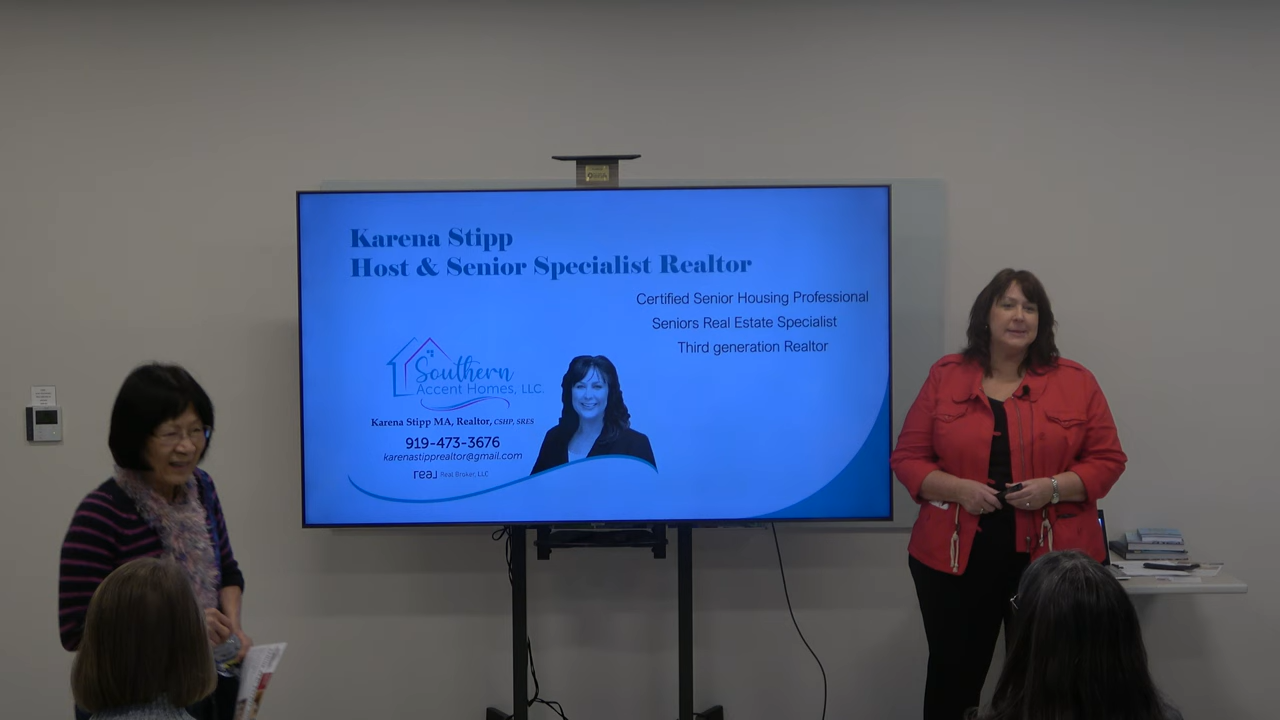 Karena Stipp
Host & Senior Specialist Realtor
Certified Senior Housing Professional
Seniors Real Estate Specialist
Third generation Realtor
Southern
Accent Homes, LLC.
Karena Stipp MA, Realtor, CSHP, SRES
919-473-3676
karenastipprealtor@gmail.com
real Real Broker, LLC